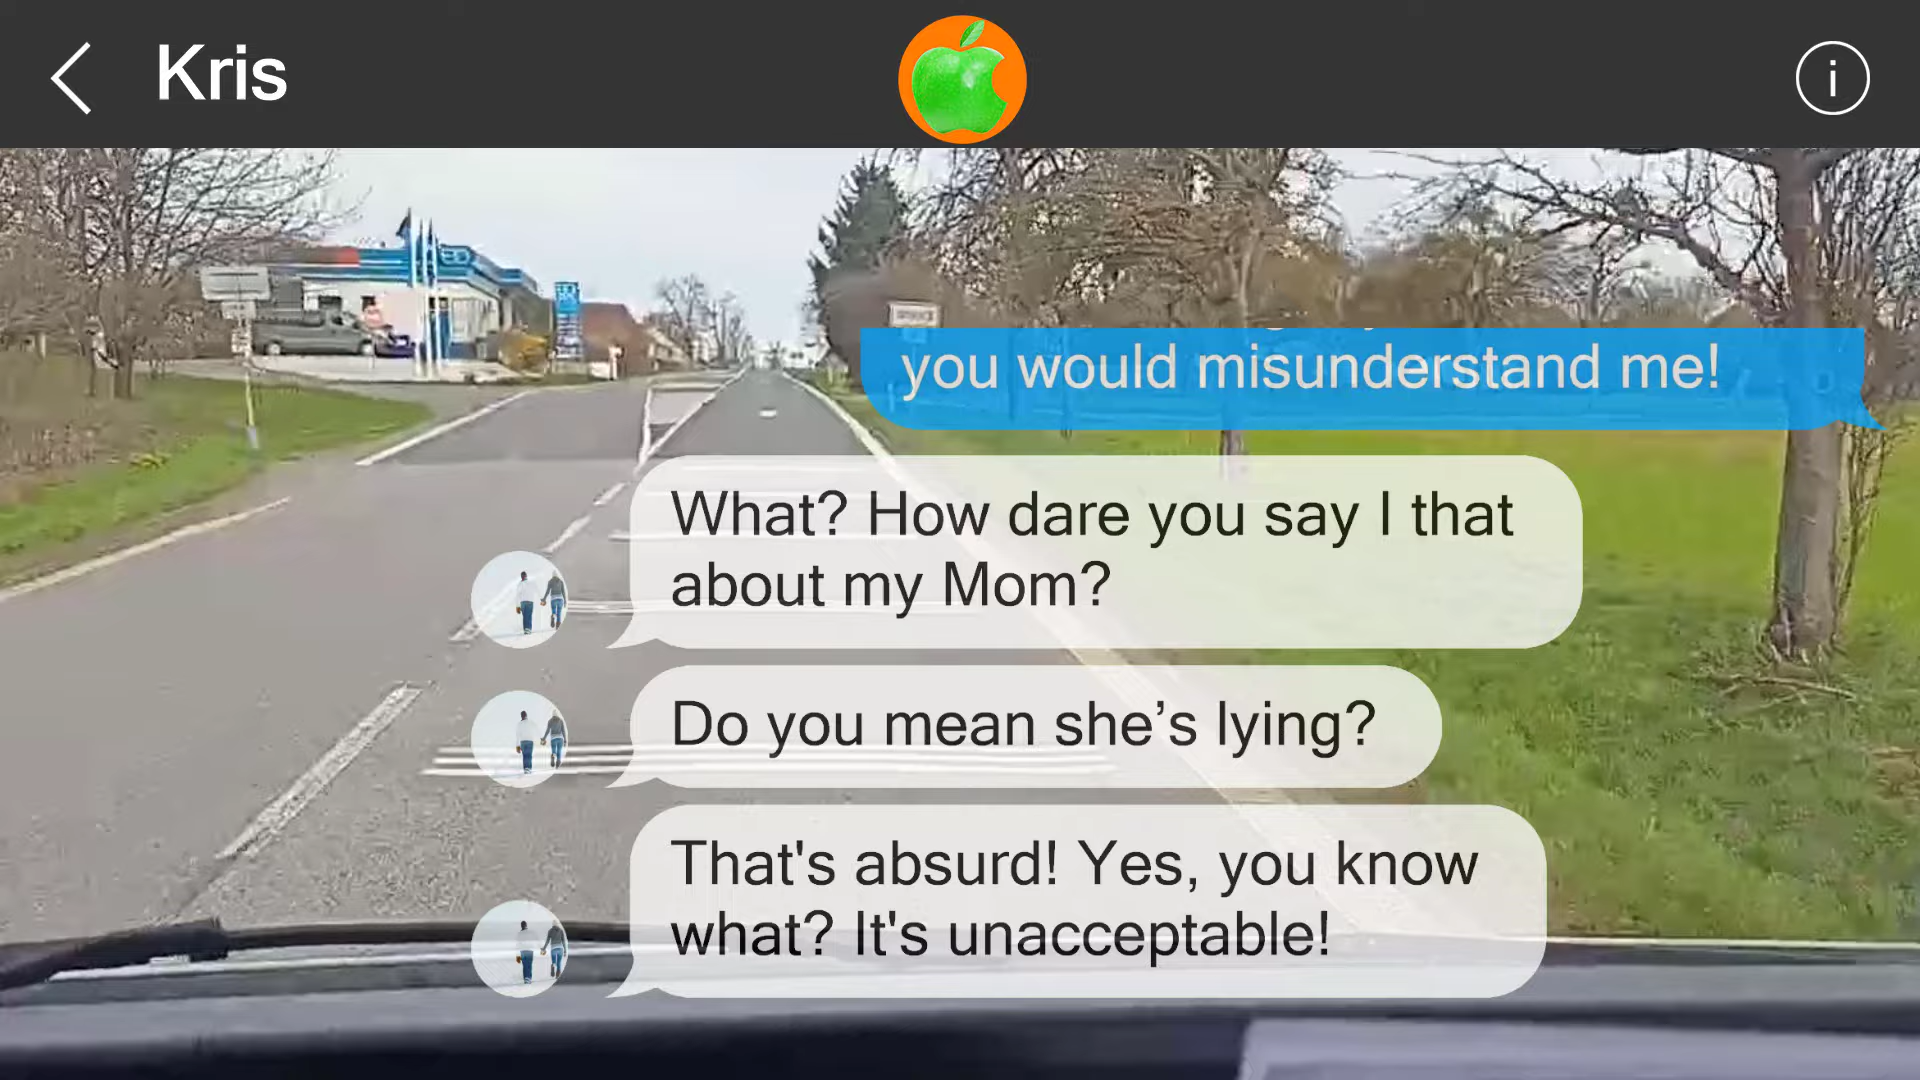 Kris
i
you would misunderstand me!
What? How dare you say I that
about my Mom?
Do you mean she’s lying?
That's absurd! Yes, you know
what? It's unacceptable!